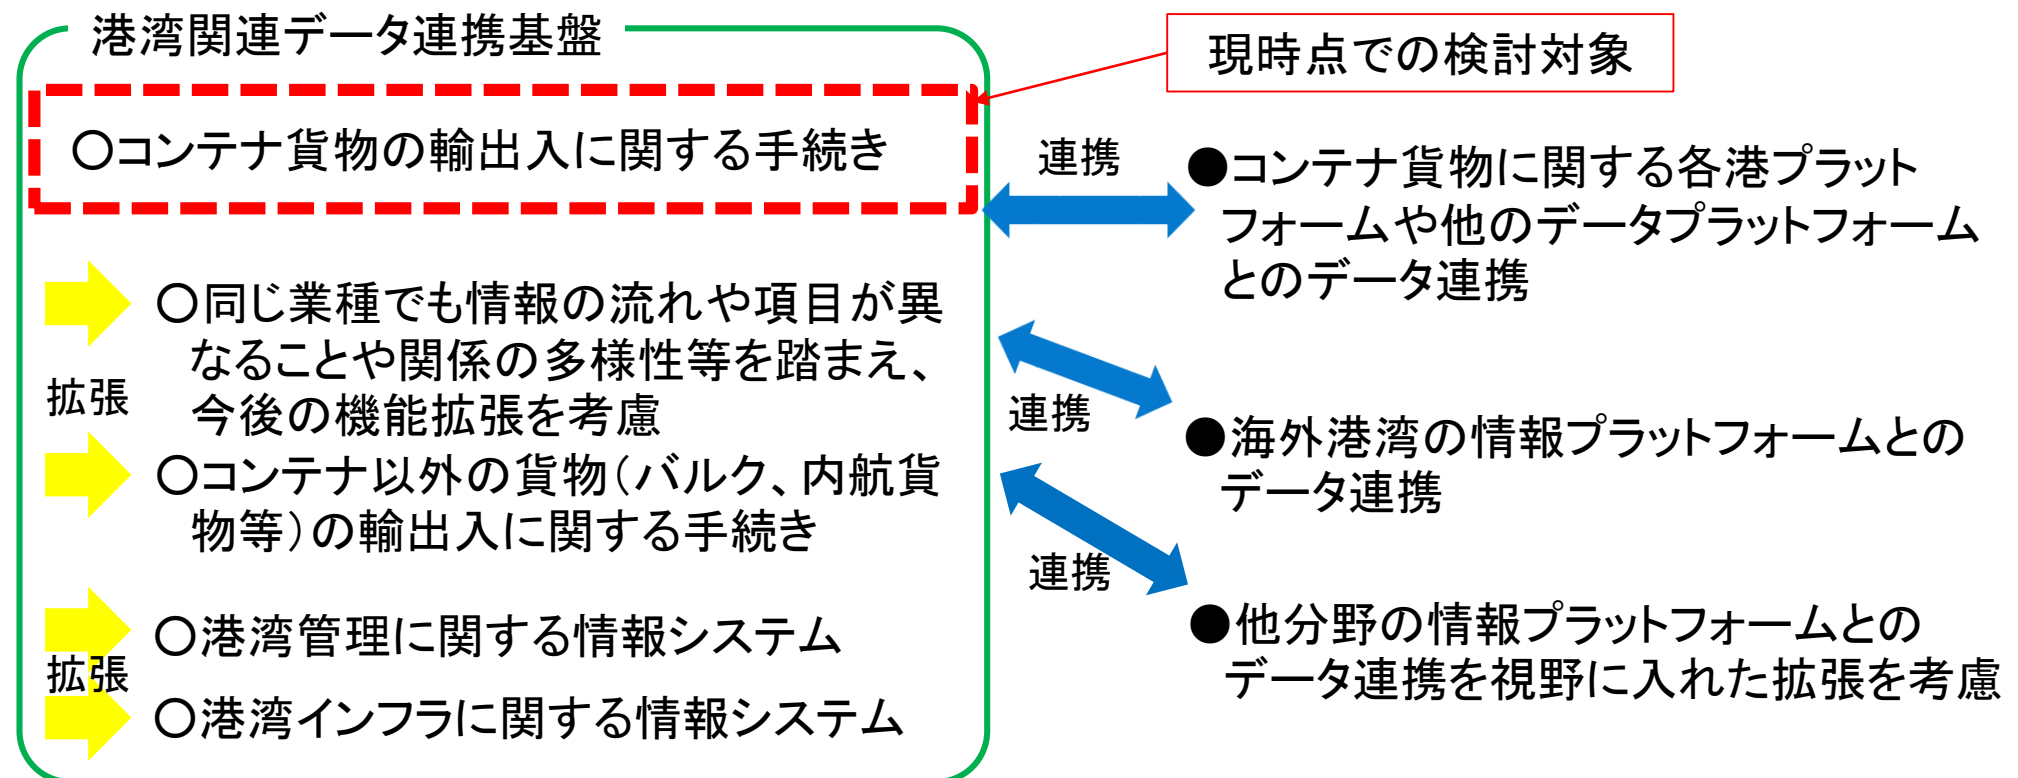 港湾関連データ連携基盤
現時点での検討対象
〇コンテナ貨物の輸出入に関する手続き
連携
●コンテナ貨物に関する各港プラット
フォームや他のデータプラットフォーム
とのデータ連携
〇同じ業種でも情報の流れや項目が異
なることや関係の多様性等を踏まえ、
今後の機能拡張を考慮
拡張
連携
●海外港湾の情報プラットフォームとの
データ連携
〇コンテナ以外の貨物（バルク、内航貨
物等）の輸出入に関する手続き
連携
●他分野の情報プラットフォームとの
データ連携を視野に入れた拡張を考慮
〇港湾管理に関する情報システム
拡張
〇港湾インフラに関する情報システム